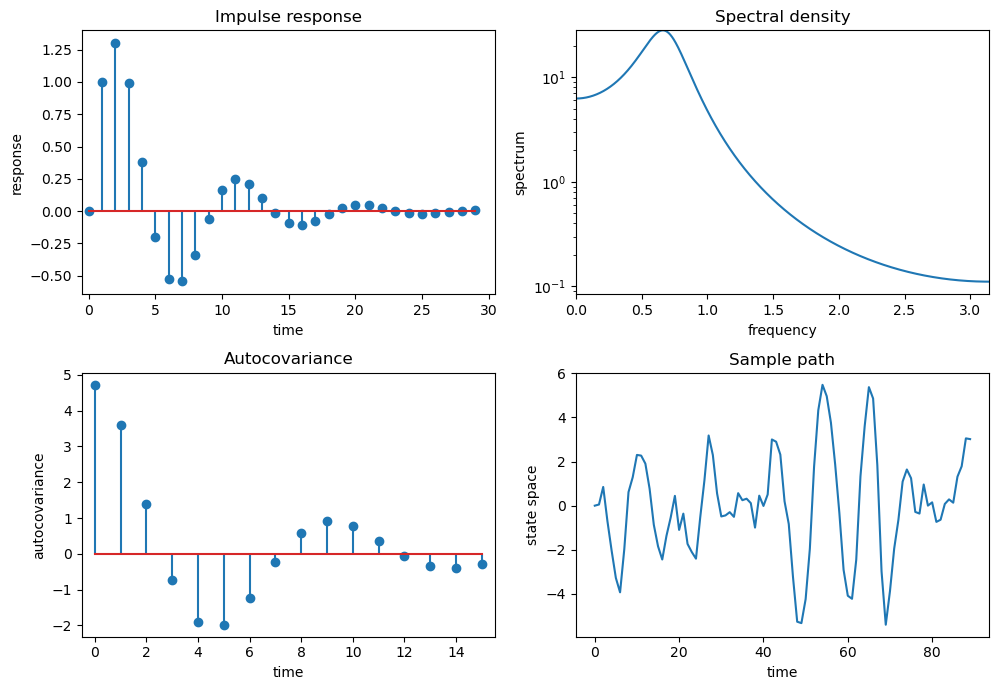 Impulse response
response
1.25
1.00
0.75
0.50
0.25
0.00
−0.25
−0.50
0 5 10 15 20 25 30
time
Spectral density
spectrum
10¹
10⁰
10⁻¹
0.0 0.5 1.0 1.5 2.0 2.5 3.0
frequency
Autocovariance
autocovariance
5
4
3
2
1
0
−1
−2
0 2 4 6 8 10 12 14
time
Sample path
state space
6
4
2
0
−2
−4
0 20 40 60 80
time